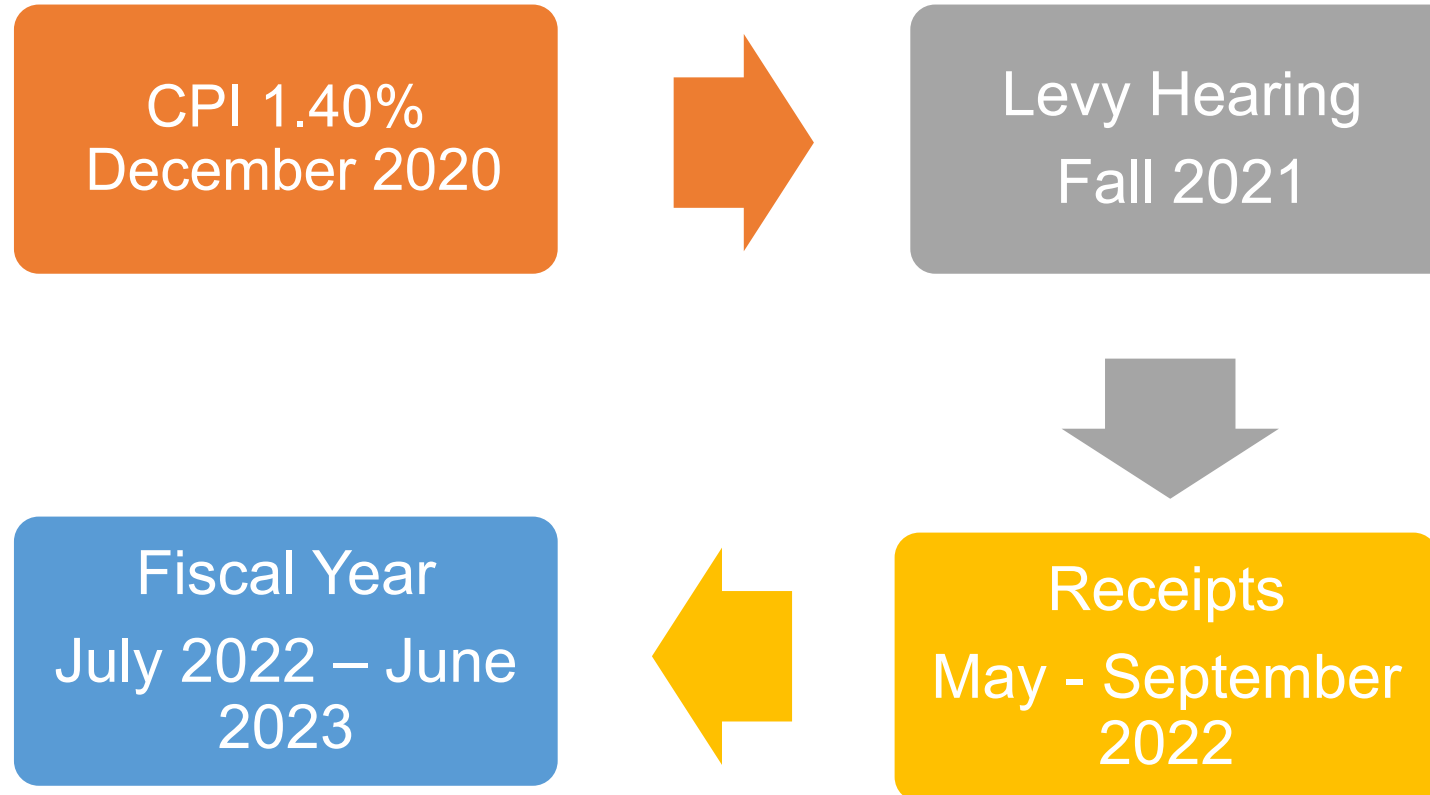 CPI 1.40%
December 2020
Levy Hearing
Fall 2021
Receipts
May - September
2022
Fiscal Year
July 2022 – June
2023